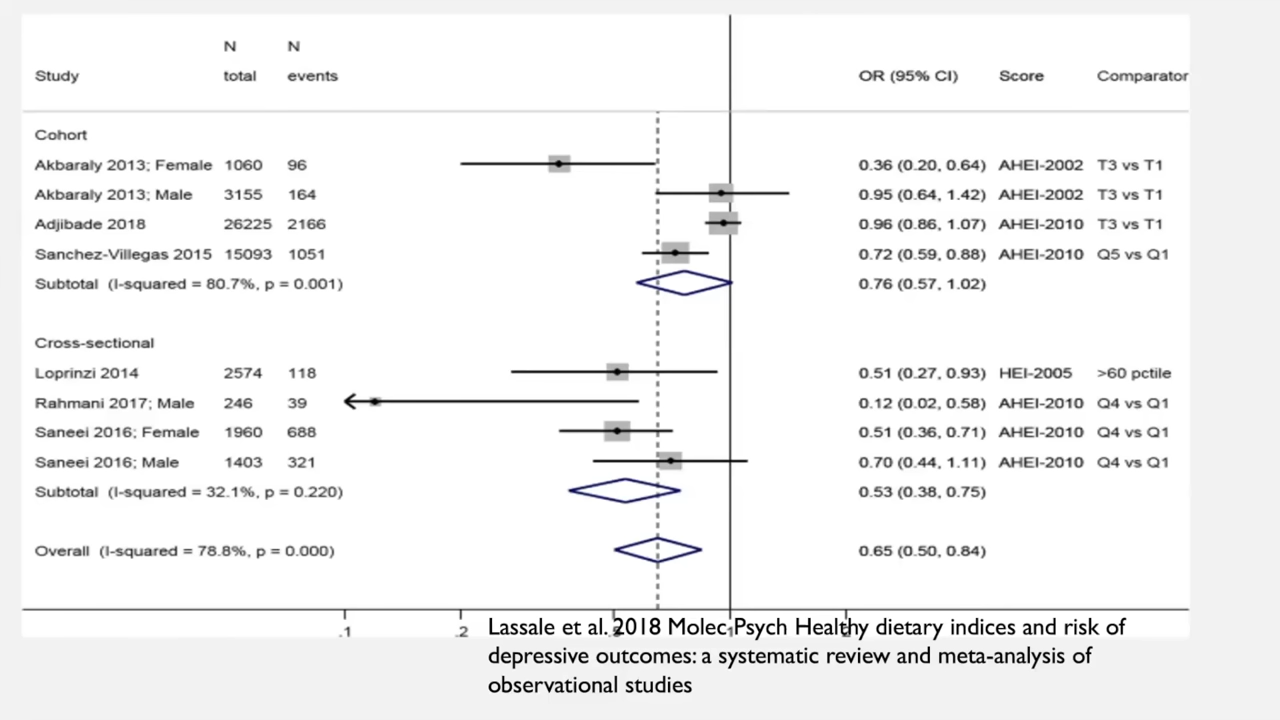 N N
Study total events OR (95% CI) Score Comparator
Cohort
Akbaraly 2013; Female 1060 96 0.36 (0.20, 0.64) AHEI-2002 T3 vs T1
Akbaraly 2013; Male 3155 164 0.95 (0.64, 1.42) AHEI-2002 T3 vs T1
Adjibade 2018 26225 2166 0.96 (0.86, 1.07) AHEI-2010 T3 vs T1
Sanchez-Villegas 2015 15093 1051 0.72 (0.59, 0.88) AHEI-2010 Q5 vs Q1
Subtotal (I-squared = 80.7%, p = 0.001) 0.76 (0.57, 1.02)
Cross-sectional
Loprinzi 2014 2574 118 0.51 (0.27, 0.93) HEI-2005 >60 pctile
Rahmani 2017; Male 246 39 0.12 (0.02, 0.58) AHEI-2010 Q4 vs Q1
Saneei 2016; Female 1960 688 0.51 (0.36, 0.71) AHEI-2010 Q4 vs Q1
Saneei 2016; Male 1403 321 0.70 (0.44, 1.11) AHEI-2010 Q4 vs Q1
Subtotal (I-squared = 32.1%, p = 0.220) 0.53 (0.38, 0.75)
Overall (I-squared = 78.8%, p = 0.000) 0.65 (0.50, 0.84)
.1 .2
Lassale et al. 2018 Molec Psych Healthy dietary indices and risk of
depressive outcomes: a systematic review and meta-analysis of
observational studies